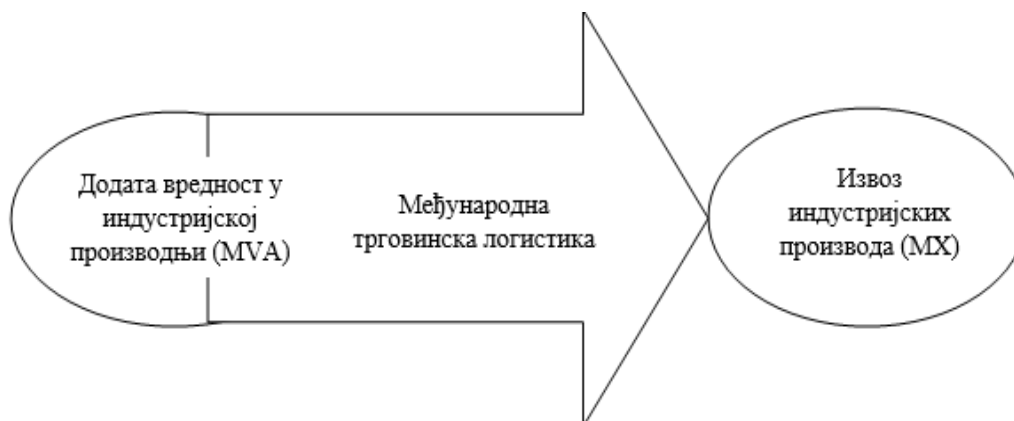 Додата вредност у
индустријској
производњи (MVA)
Међународна
трговинска логистика
Извоз
индустријских
производа (MX)